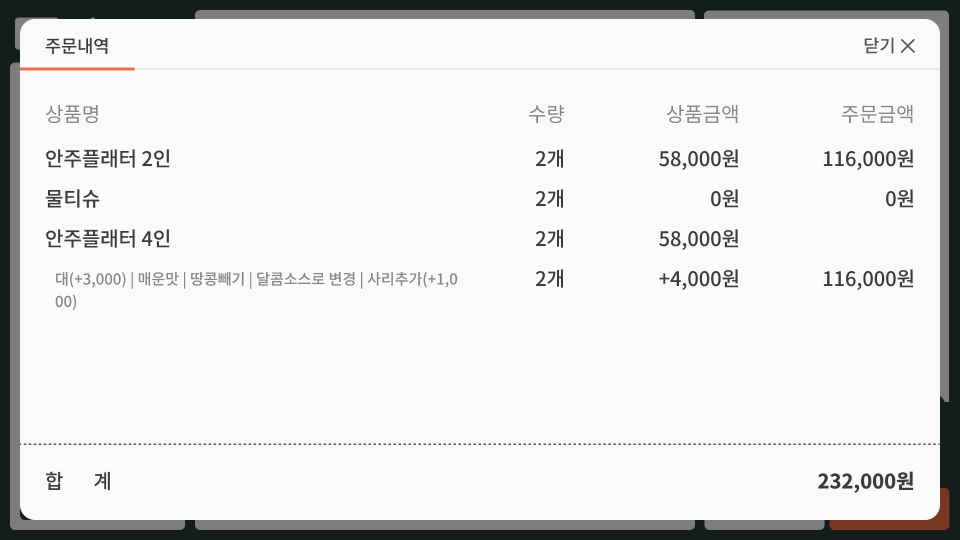 주문내역 닫기
상품명 수량 상품금액 주문금액
안주플래터 2인 2개 58,000원 116,000원
물티슈 2개 0원 0원
안주플래터 4인 2개 58,000원
대(+3,000) | 매운맛 | 땅콩빼기 | 달콤소스로 변경 | 사리추가(+1,0 2개 +4,000원 116,000원
00)
합 계 232,000원